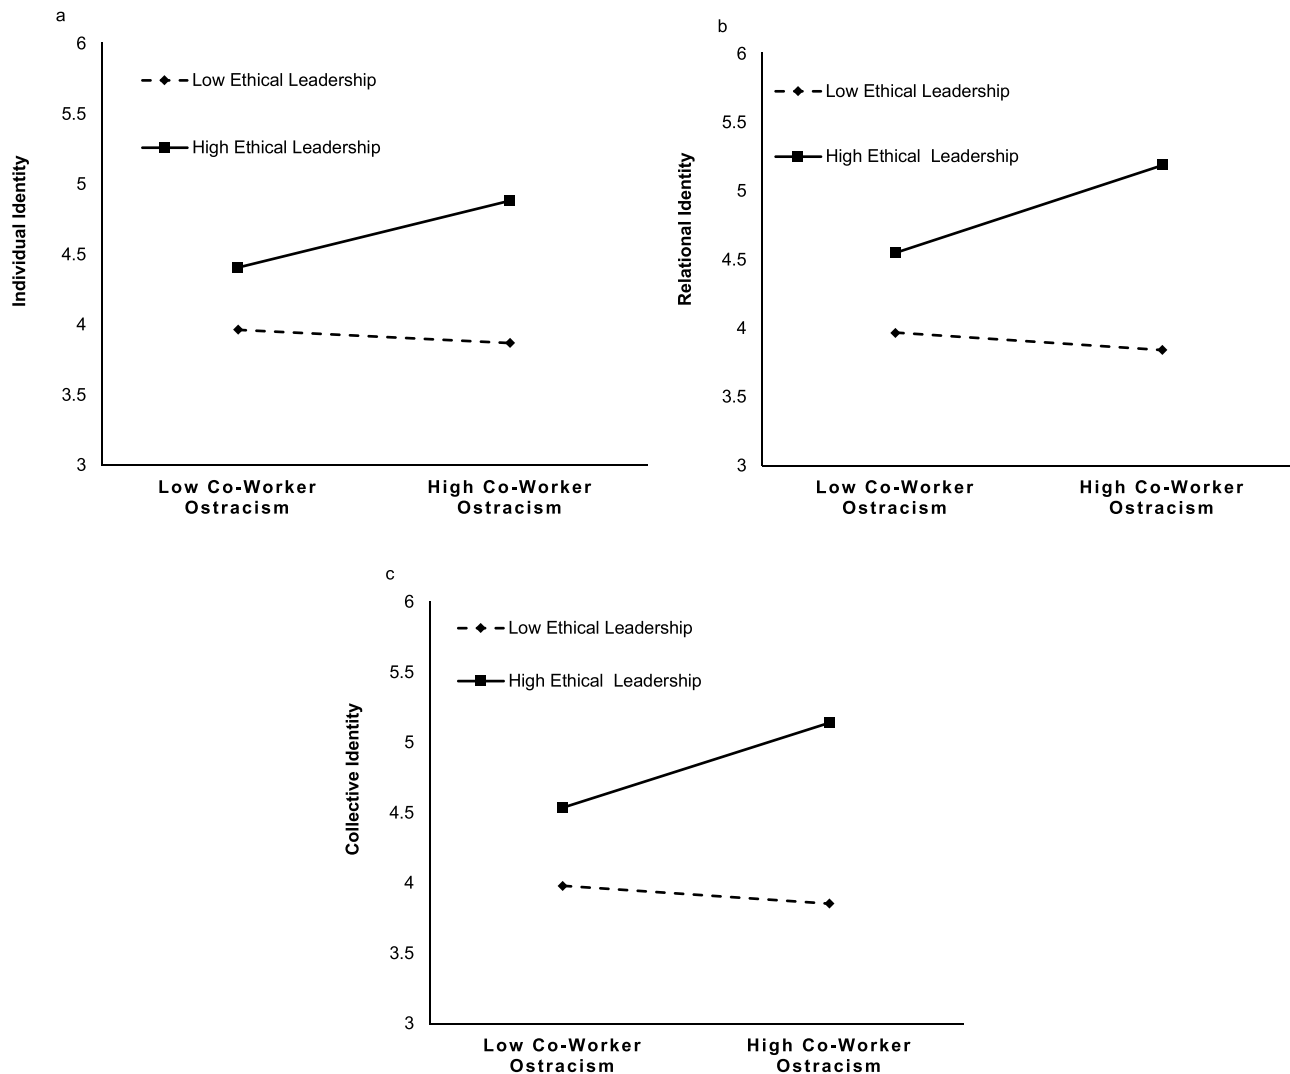 a
6
5.5
5
4.5
4
3.5
3
Individual Identity
Low Ethical Leadership
High Ethical Leadership
Low Co-Worker
Ostracism
High Co-Worker
Ostracism
b
6
5.5
5
4.5
4
3.5
3
Relational Identity
Low Ethical Leadership
High Ethical Leadership
Low Co-Worker
Ostracism
High Co-Worker
Ostracism
c
6
5.5
5
4.5
4
3.5
3
Collective Identity
Low Ethical Leadership
High Ethical Leadership
Low Co-Worker
Ostracism
High Co-Worker
Ostracism